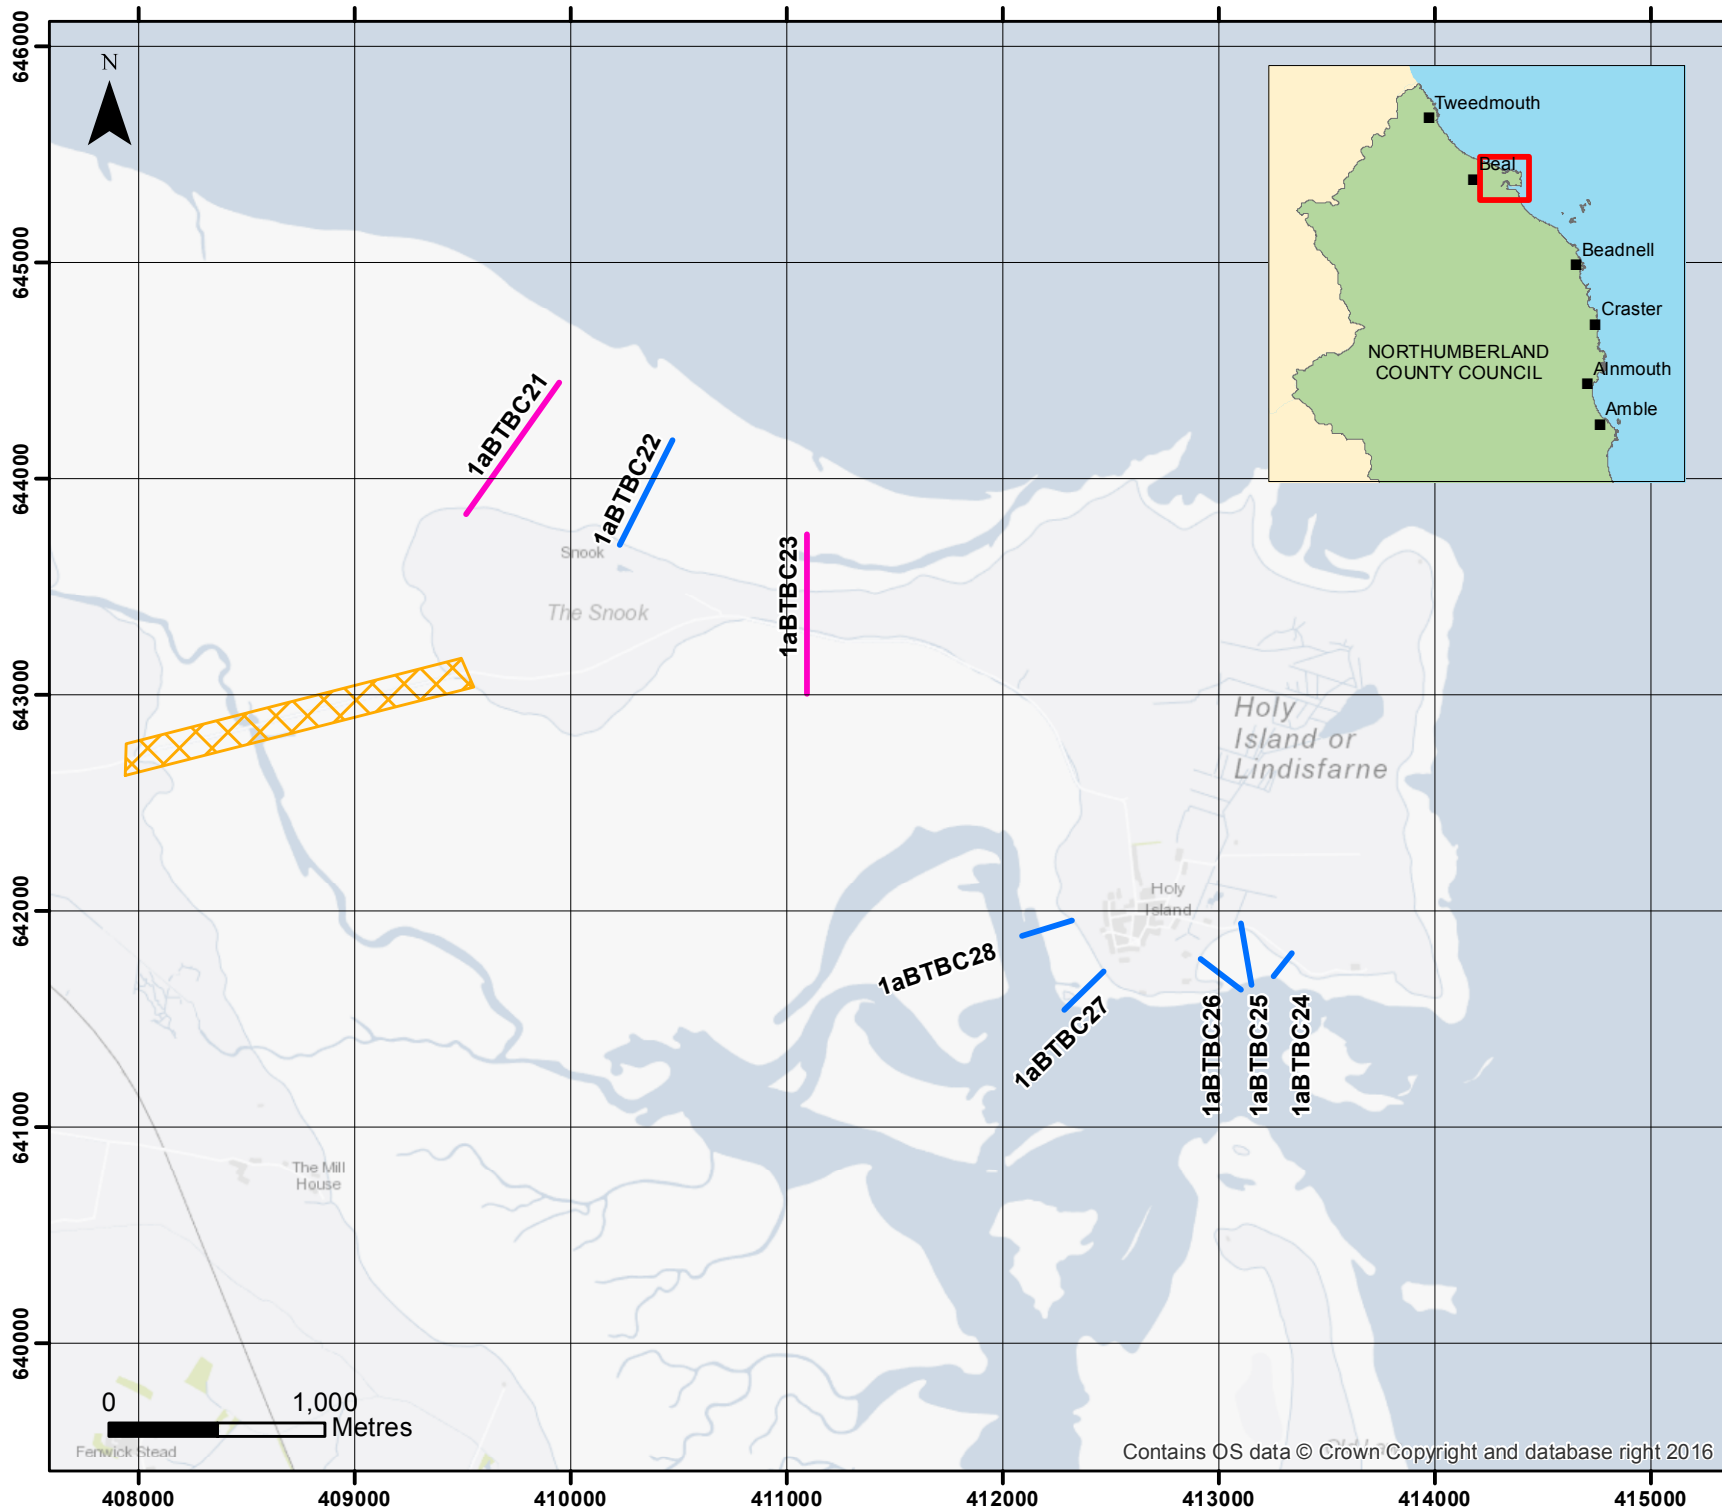 646000
645000
644000
643000
642000
641000
640000
N
Tweedmouth
Beal
Beadnell
Craster
Alnmouth
Amble
NORTHUMBERLAND
COUNTY COUNCIL
1aBTBC21
1aBTBC22
1aBTBC23
Snook
The Snook
Holy
Island or
Lindisfarne
Holy
Island
1aBTBC28
1aBTBC27
1aBTBC26
1aBTBC25
1aBTBC24
The Mill
House
0 1,000
Metres
Fenwick Stead
Contains OS data © Crown Copyright and database right 2016
408000 409000 410000 411000 412000 413000 414000 415000